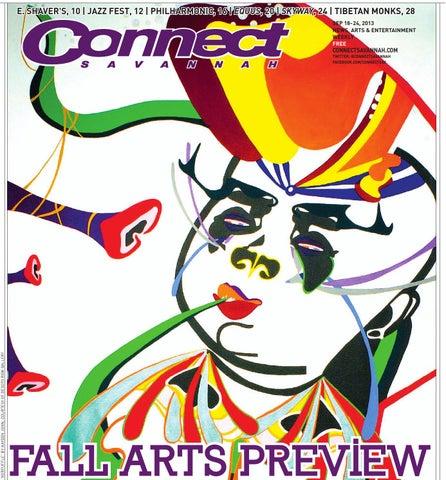 E. SHAVER'S, 10 | JAZZ FEST, 12 | PHILHARMONIC, 16 | EQUUS, 20 | SKYWAY, 24 | TIBETAN MONKS, 28
Connect
SAVANNAH
SEP 18-24, 2013
NEWS, ARTS & ENTERTAINMENT
WEEKLY
FREE
CONNECTSAVANNAH.COM
TWITTER: @CONNECTSAVANNAH
FACEBOOK.COM/CONNECTSAV
FALL ARTS PREVIEW